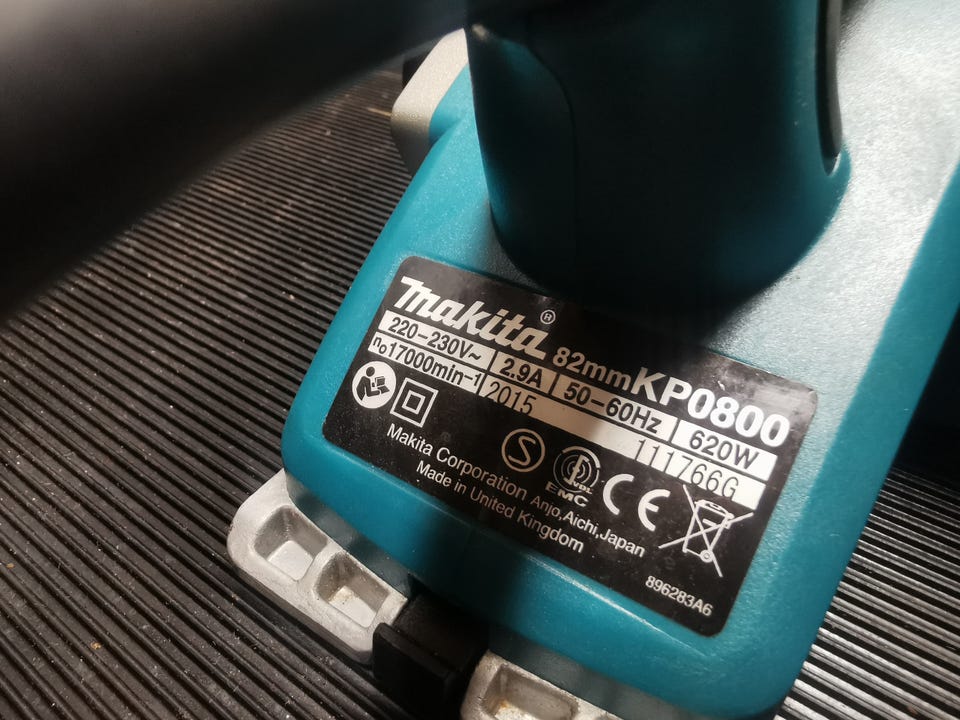 makita®
82mm KP0800
220-230V~ 2.9A 50-60Hz 620W
n₀17000min-1 2015 111766G
S
EMC
CE
Makita Corporation Anjo,Aichi,Japan
Made in United Kingdom
896283A6